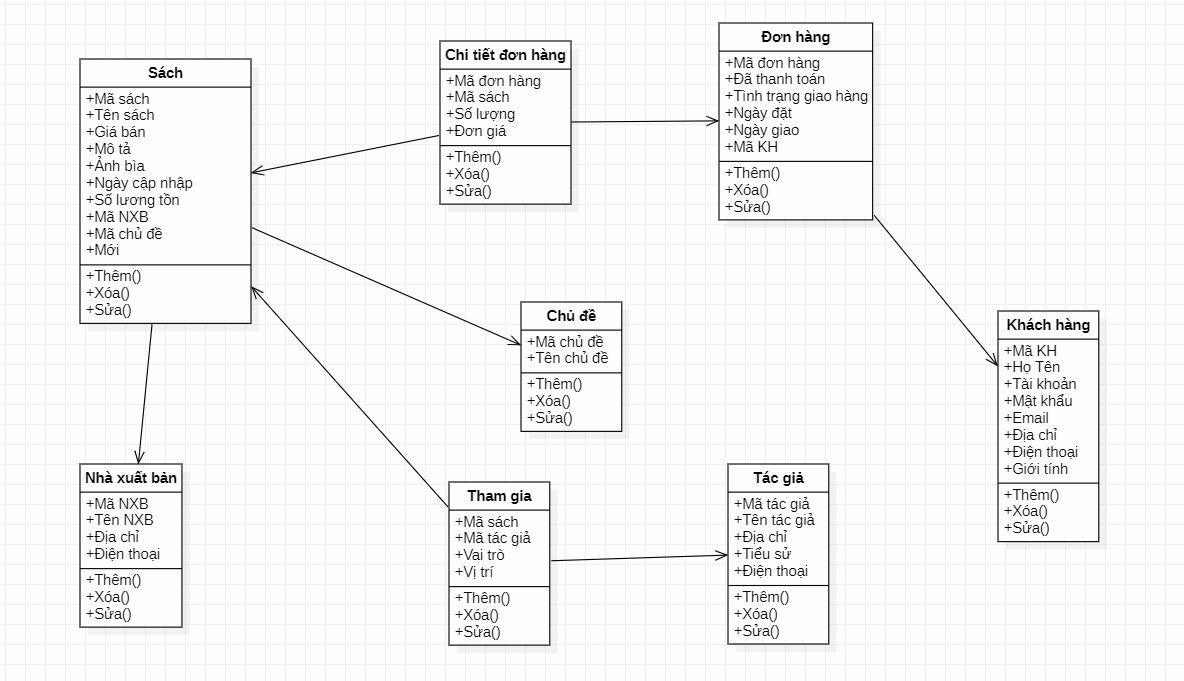 Sách
+Mã sách
+Tên sách
+Giá bán
+Mô tả
+Ảnh bìa
+Ngày cập nhập
+Số lương tồn
+Mã NXB
+Mã chủ đề
+Mới
+Thêm()
+Xóa()
+Sửa()
Chi tiết đơn hàng
+Mã đơn hàng
+Mã sách
+Số lượng
+Đơn giá
+Thêm()
+Xóa()
+Sửa()
Đơn hàng
+Mã đơn hàng
+Đã thanh toán
+Tình trạng giao hàng
+Ngày đặt
+Ngày giao
+Mã KH
+Thêm()
+Xóa()
+Sửa()
Chủ đề
+Mã chủ đề
+Tên chủ đề
+Thêm()
+Xóa()
+Sửa()
Khách hàng
+Mã KH
+Họ Tên
+Tài khoản
+Mật khẩu
+Email
+Địa chỉ
+Điện thoại
+Giới tính
+Thêm()
+Xóa()
+Sửa()
Nhà xuất bản
+Mã NXB
+Tên NXB
+Địa chỉ
+Điện thoại
+Thêm()
+Xóa()
+Sửa()
Tham gia
+Mã sách
+Mã tác giả
+Vai trò
+Vị trí
+Thêm()
+Xóa()
+Sửa()
Tác giả
+Mã tác giả
+Tên tác giả
+Địa chỉ
+Tiểu sử
+Điện thoại
+Thêm()
+Xóa()
+Sửa()